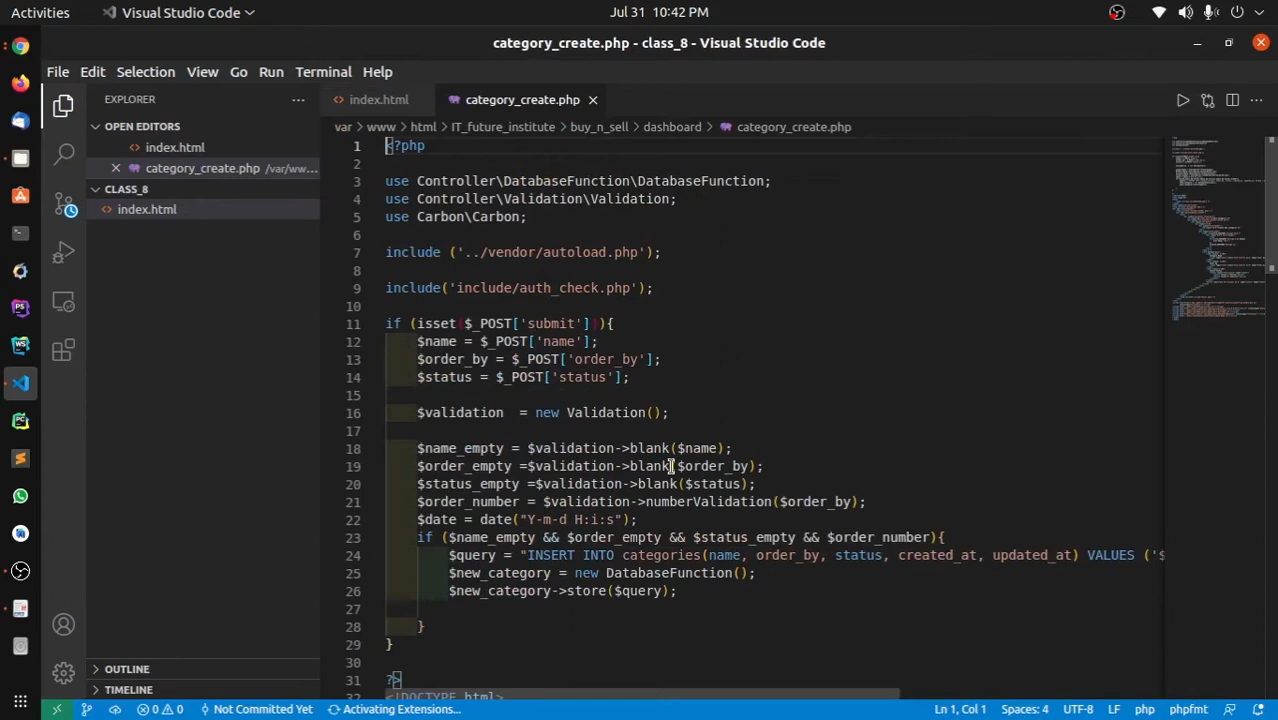 Activities
Visual Studio Code
Jul 31 10:42 PM
category_create.php - class_8 - Visual Studio Code
File Edit Selection View Go Run Terminal Help
EXPLORER
index.html
category_create.php
OPEN EDITORS
index.html
category_create.php /var/ww...
CLASS_8
index.html
OUTLINE
TIMELINE
var > www > html > IT_future_institute > buy_n_sell > dashboard > category_create.php
1 <?php
2
3 use Controller\DatabaseFunction\DatabaseFunction;
4 use Controller\Validation\Validation;
5 use Carbon\Carbon;
6
7 include ('../vendor/autoload.php');
8
9 include('include/auth_check.php');
10
11 if (isset($_POST['submit'])){
12 $name = $_POST['name'];
13 $order_by = $_POST['order_by'];
14 $status = $_POST['status'];
15
16 $validation  = new Validation();
17
18 $name_empty = $validation->blank($name);
19 $order_empty =$validation->blank($order_by);
20 $status_empty =$validation->blank($status);
21 $order_number = $validation->numberValidation($order_by);
22 $date = date("Y-m-d H:i:s");
23 if ($name_empty && $order_empty && $status_empty && $order_number){
24 $query = "INSERT INTO categories(name, order_by, status, created_at, updated_at) VALUES ('$
25 $new_category = new DatabaseFunction();
26 $new_category->store($query);
27
28 }
29 }
30
31 ?>
32 <!DOCTYPE html>
0 0 Not Committed Yet Activating Extensions... Ln 1, Col 1 Spaces: 4 UTF-8 LF php phpfmt